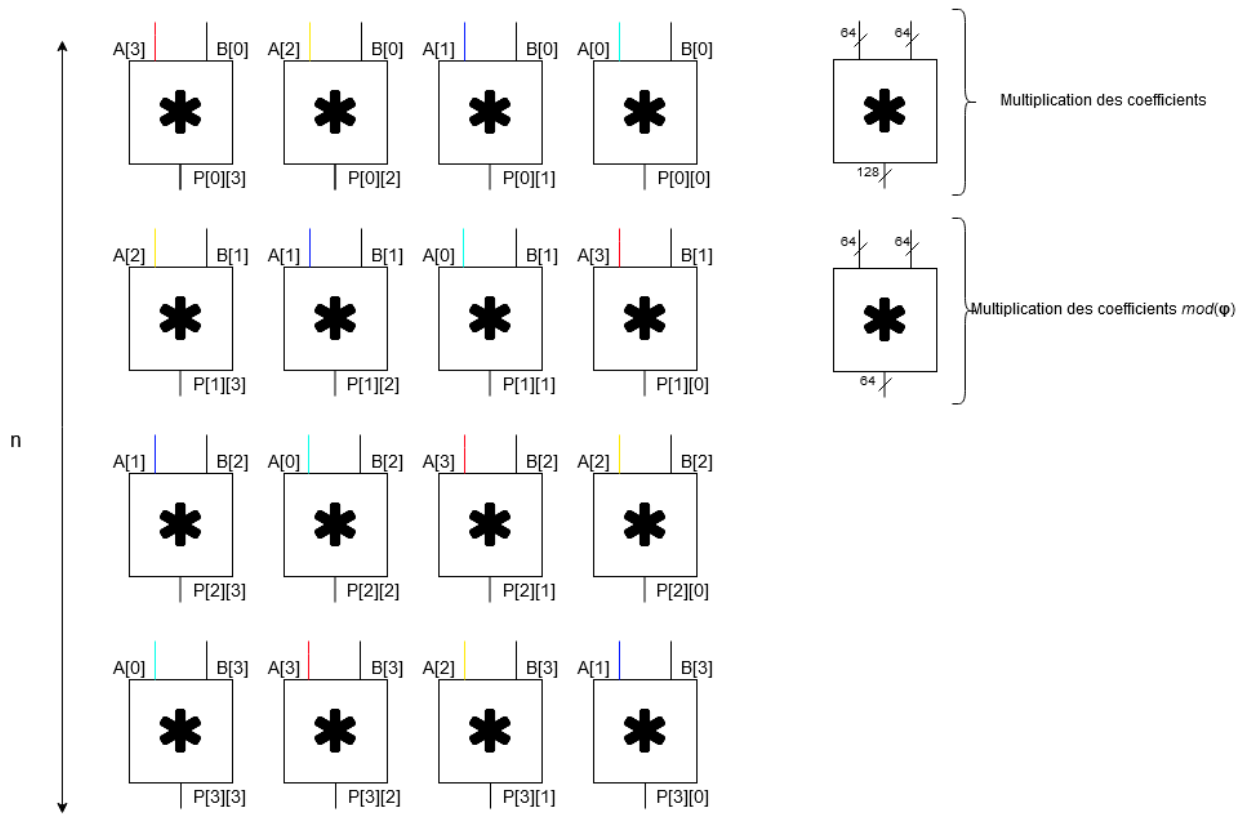 A[3] B[0] A[2] B[0] A[1] B[0] A[0] B[0]
P[0][3] P[0][2] P[0][1] P[0][0]
64 64
128
Multiplication des coefficients
A[2] B[1] A[1] B[1] A[0] B[1] A[3] B[1]
P[1][3] P[1][2] P[1][1] P[1][0]
64 64
64
Multiplication des coefficients mod(φ)
n
A[1] B[2] A[0] B[2] A[3] B[2] A[2] B[2]
P[2][3] P[2][2] P[2][1] P[2][0]
A[0] B[3] A[3] B[3] A[2] B[3] A[1] B[3]
P[3][3] P[3][2] P[3][1] P[3][0]